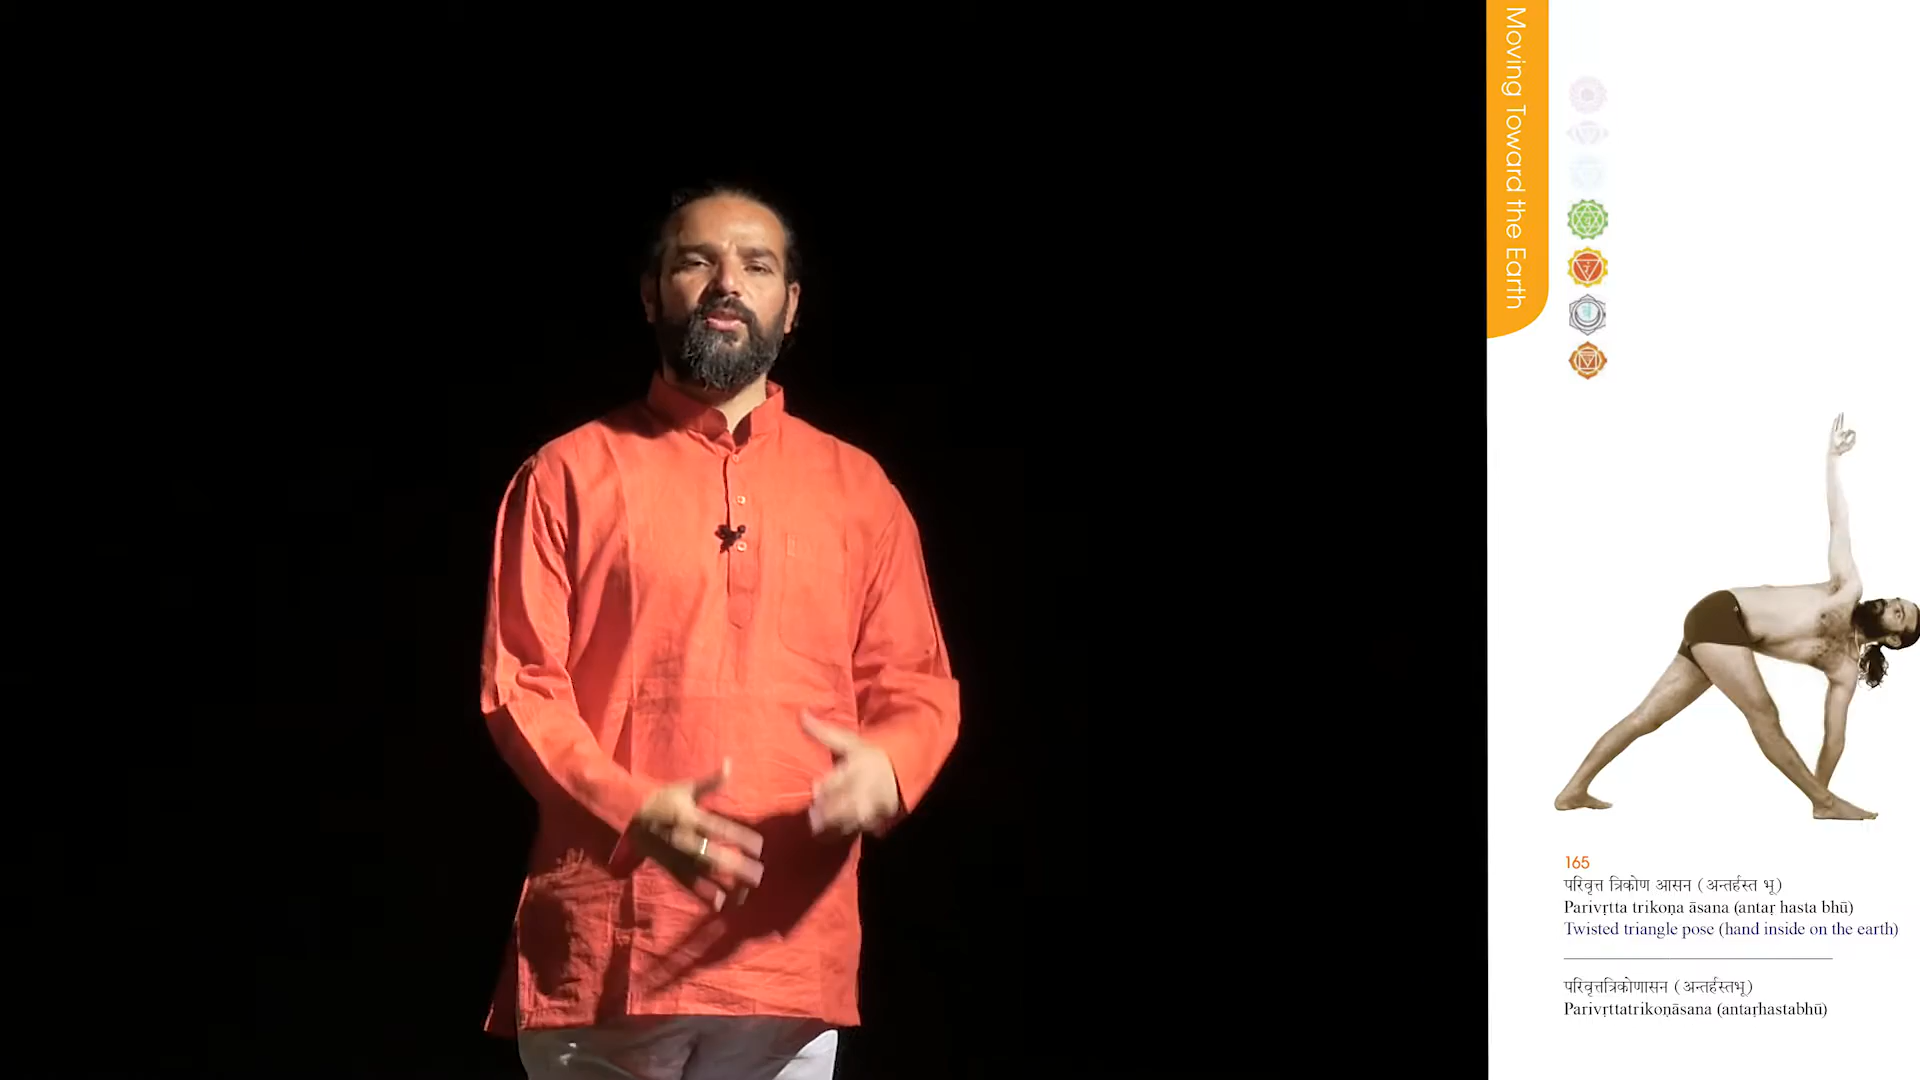 Moving Toward the Earth
165
परिवृत्त त्रिकोण आसन (अन्तर्हस्त भू)
Parivṛtta trikoṇa āsana (antaṛ hasta bhū)
Twisted triangle pose (hand inside on the earth)
परिवृत्तत्रिकोणासन (अन्तर्हस्तभू)
Parivṛttatrikoṇāsana (antaṛhastabhū)